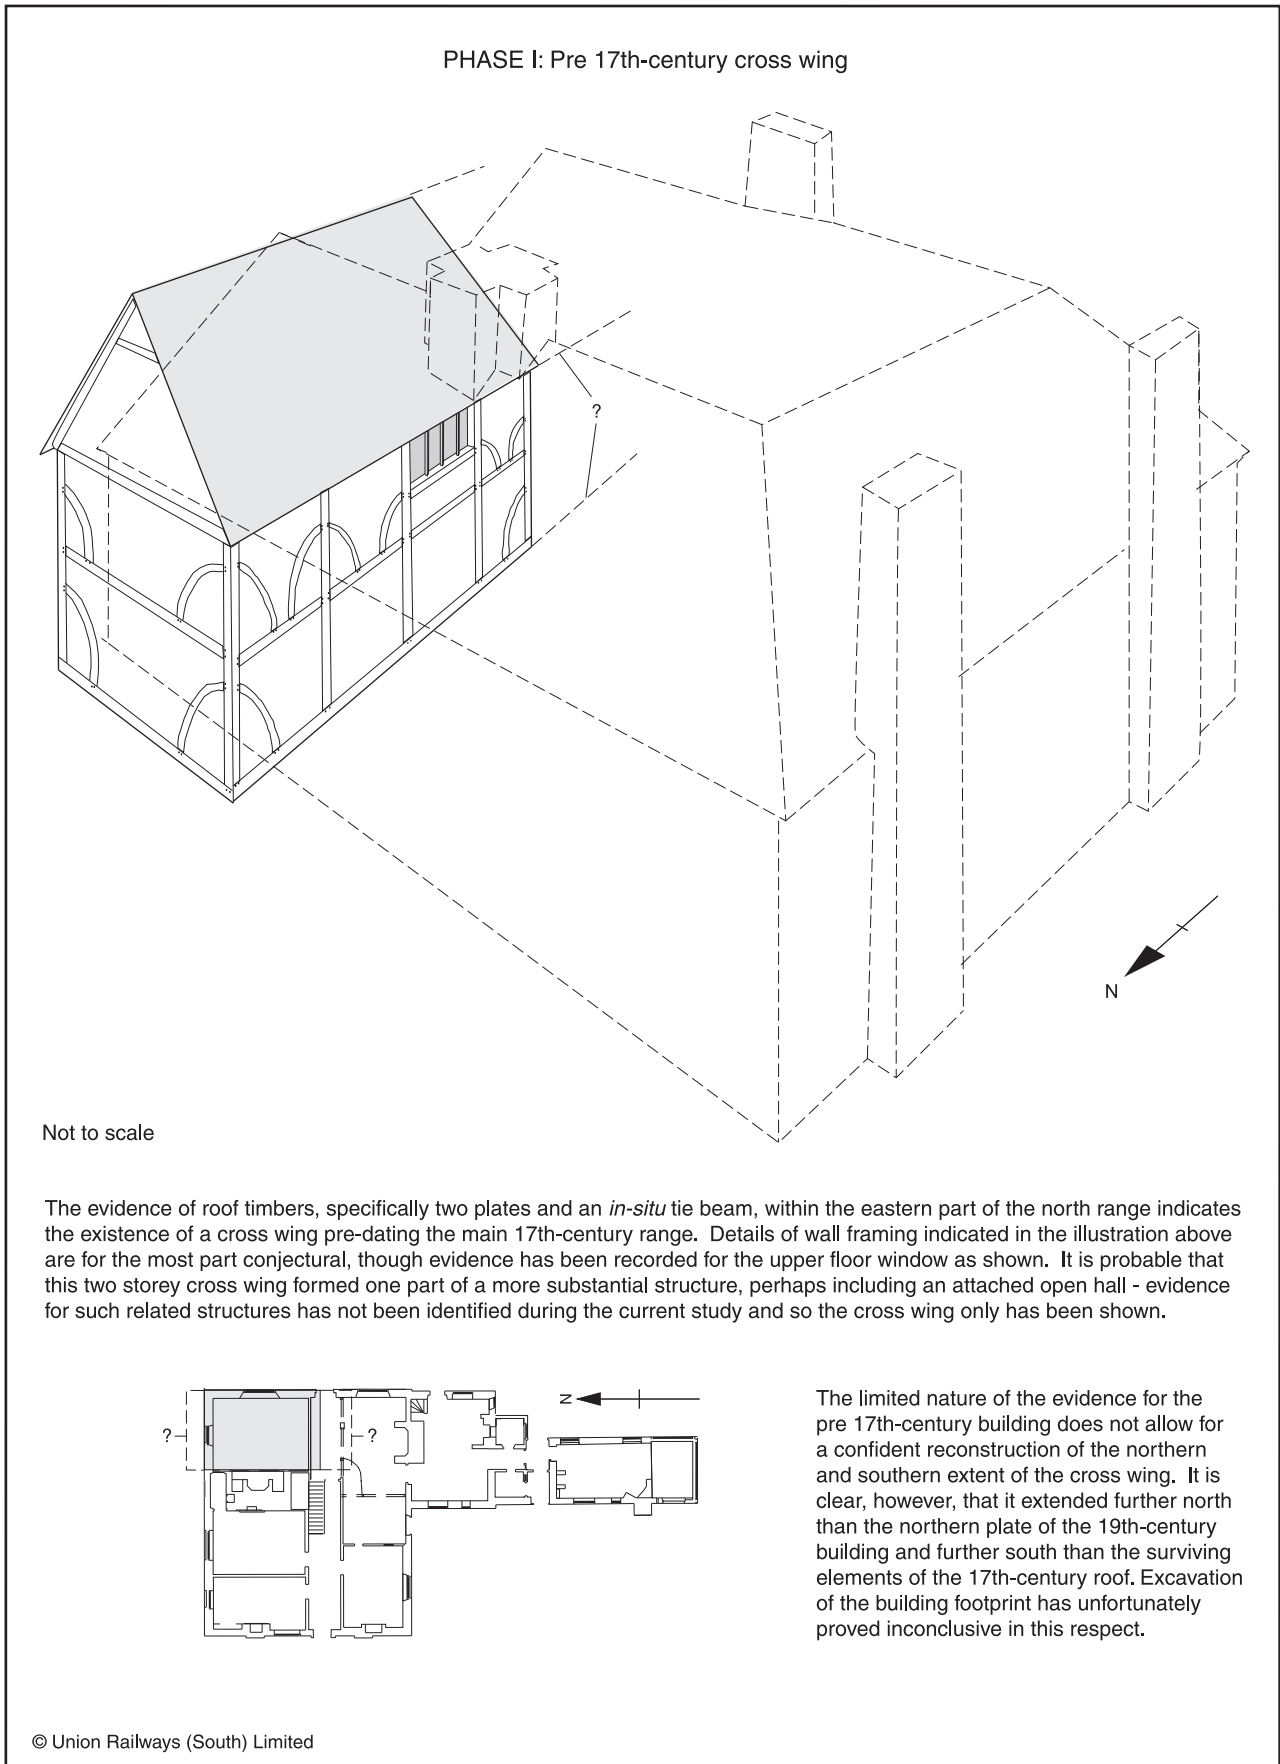 PHASE I: Pre 17th-century cross wing
?
N
Not to scale
The evidence of roof timbers, specifically two plates and an in-situ tie beam, within the eastern part of the north range indicates
the existence of a cross wing pre-dating the main 17th-century range. Details of wall framing indicated in the illustration above
are for the most part conjectural, though evidence has been recorded for the upper floor window as shown. It is probable that
this two storey cross wing formed one part of a more substantial structure, perhaps including an attached open hall - evidence
for such related structures has not been identified during the current study and so the cross wing only has been shown.
N
? ?
The limited nature of the evidence for the
pre 17th-century building does not allow for
a confident reconstruction of the northern
and southern extent of the cross wing. It is
clear, however, that it extended further north
than the northern plate of the 19th-century
building and further south than the surviving
elements of the 17th-century roof. Excavation
of the building footprint has unfortunately
proved inconclusive in this respect.
© Union Railways (South) Limited